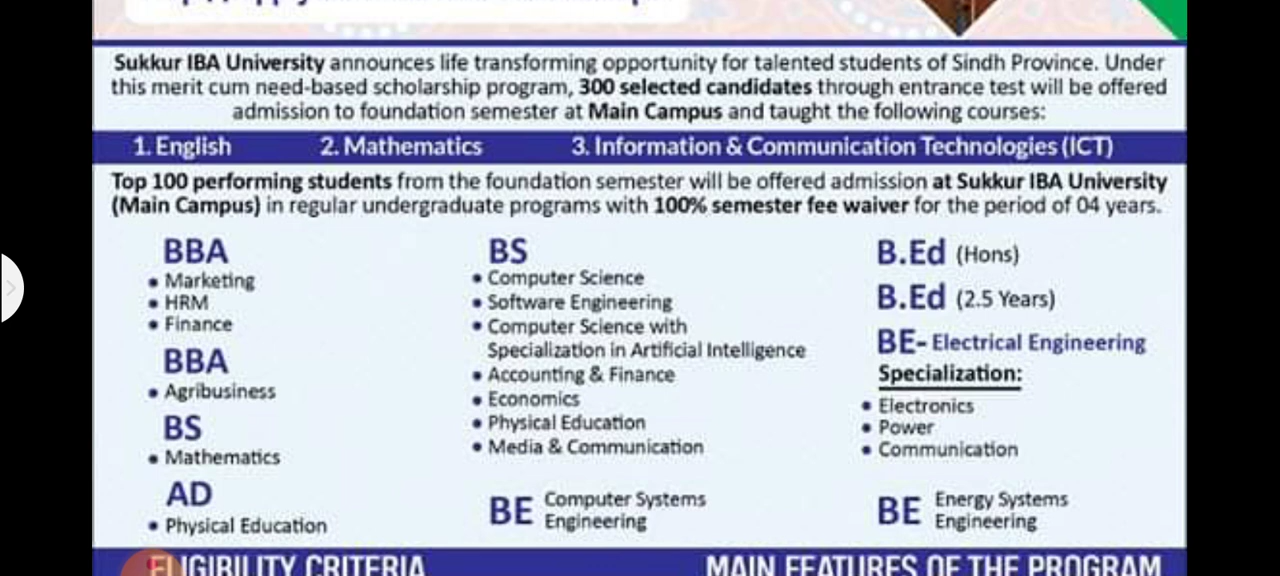 Sukkur IBA University announces life transforming opportunity for talented students of Sindh Province. Under
this merit cum need-based scholarship program, 300 selected candidates through entrance test will be offered
admission to foundation semester at Main Campus and taught the following courses:
1. English 2. Mathematics 3. Information & Communication Technologies (ICT)
Top 100 performing students from the foundation semester will be offered admission at Sukkur IBA University
(Main Campus) in regular undergraduate programs with 100% semester fee waiver for the period of 04 years.
BBA
• Marketing
• HRM
• Finance
BBA
• Agribusiness
BS
• Mathematics
AD
• Physical Education
BS
• Computer Science
• Software Engineering
• Computer Science with
Specialization in Artificial Intelligence
• Accounting & Finance
• Economics
• Physical Education
• Media & Communication
BE Computer Systems
Engineering
B.Ed (Hons)
B.Ed (2.5 Years)
BE- Electrical Engineering
Specialization:
• Electronics
• Power
• Communication
BE Energy Systems
Engineering
ELIGIBILITY CRITERIA
MAIN FEATURES OF THE PROGRAM